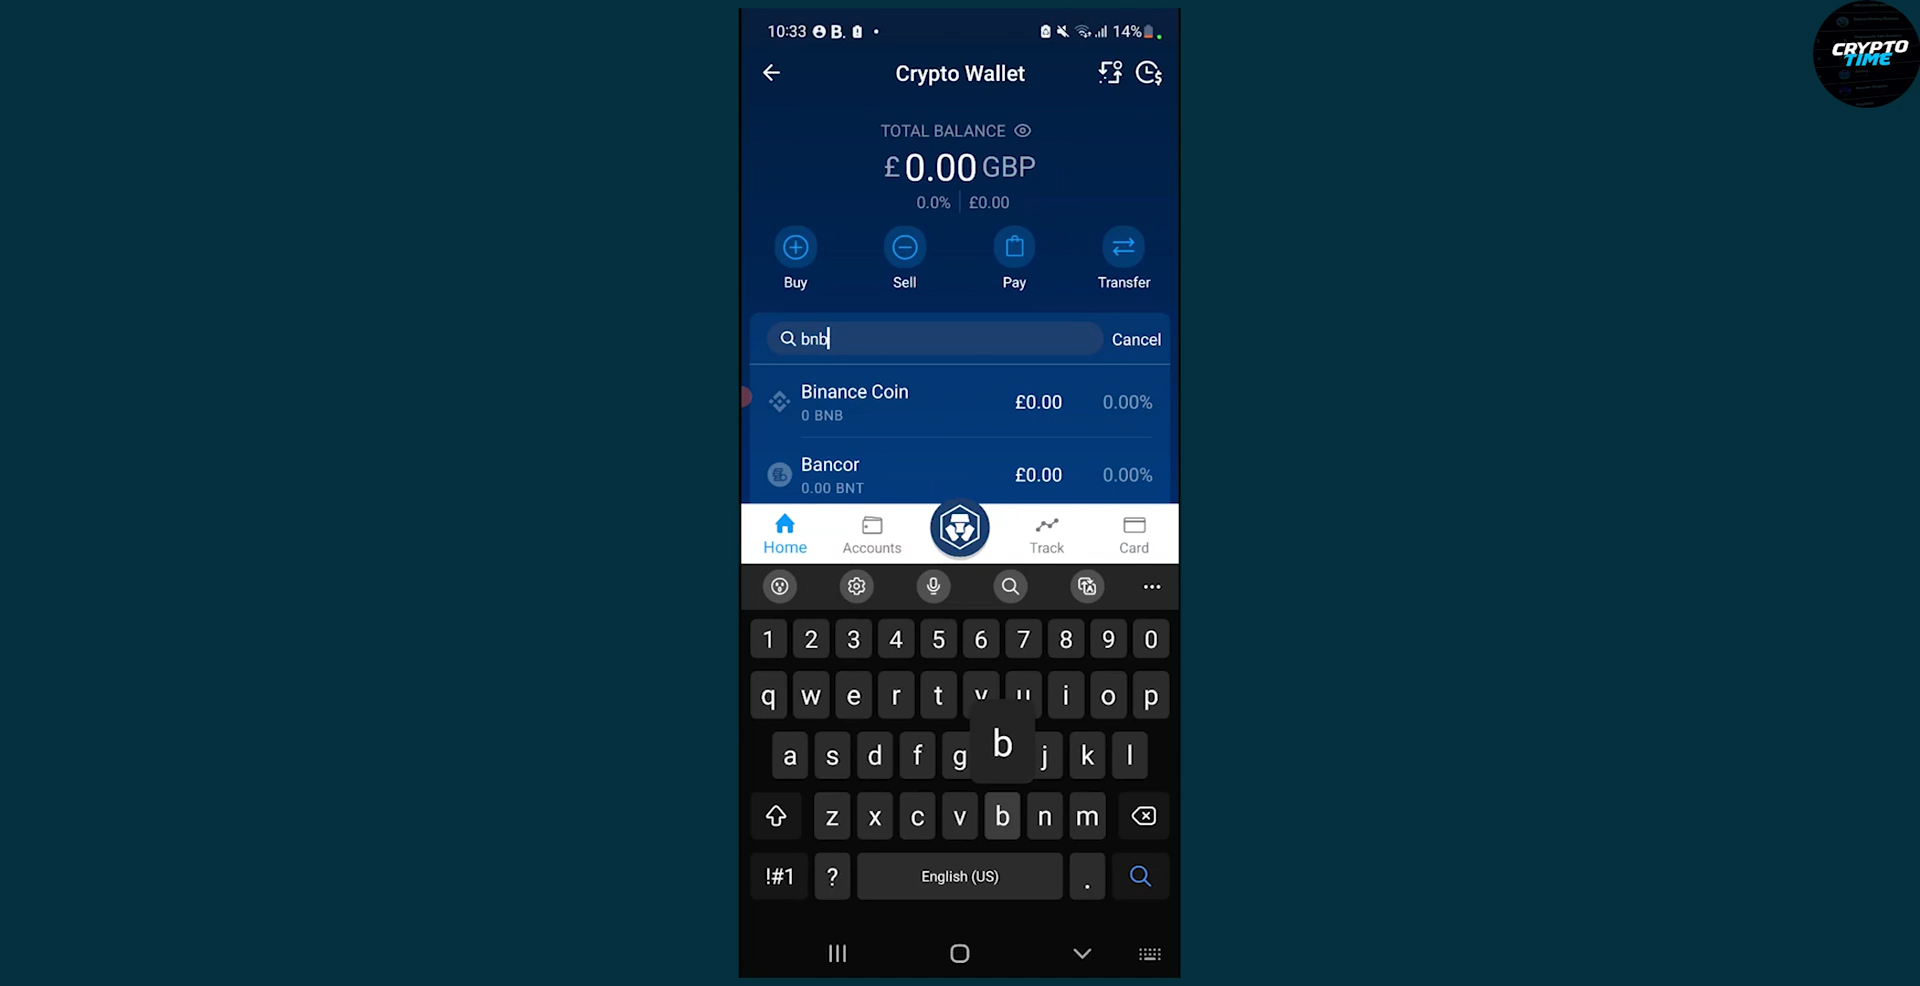 10:33 B. 14%
CRYPTO
TIME
Crypto Wallet
TOTAL BALANCE
£0.00 GBP
0.0% £0.00
Buy Sell Pay Transfer
bnb Cancel
Binance Coin £0.00 0.00%
0 BNB
Bancor £0.00 0.00%
0.00 BNT
Home Accounts Track Card
1 2 3 4 5 6 7 8 9 0
q w e r t y u i o p
a s d f g b j k l
z x c v b n m
!#1 ? English (US) .